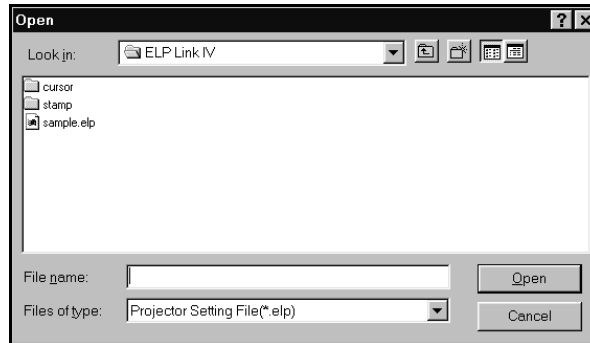 Open
Look in: ELP Link IV
cursor
stamp
sample.elp
File name: Open
Files of type: Projector Setting File(*.elp) Cancel